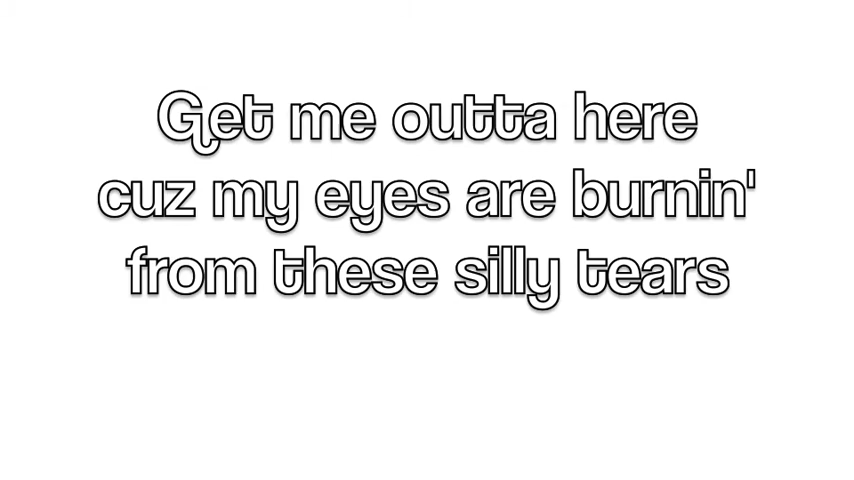 Get me outta here
cuz my eyes are burnin'
from these silly tears